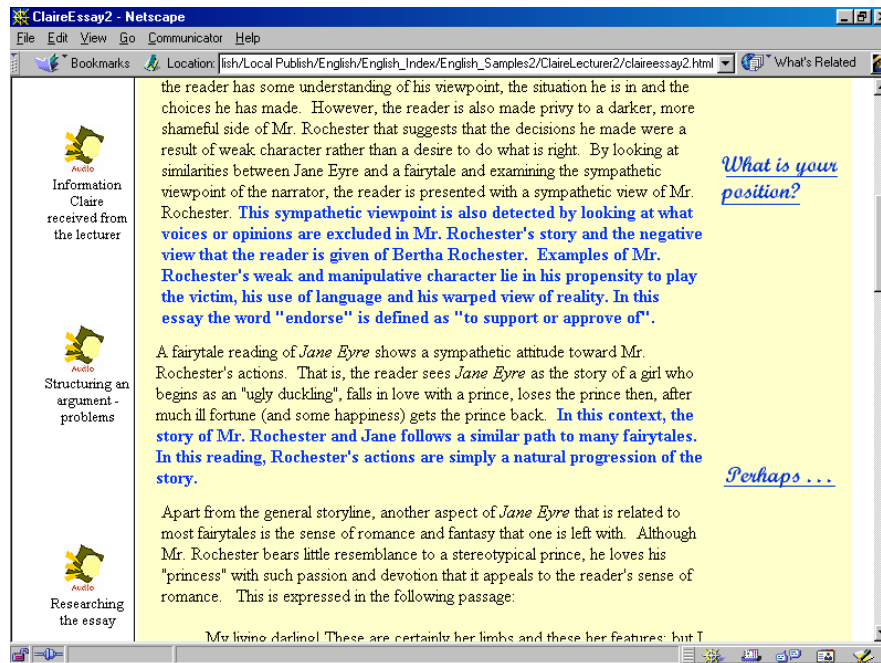 ClaireEssay2 - Netscape
File Edit View Go Communicator Help
Bookmarks Location: lish/Local Publish/English/English_Index/English_Samples2/ClaireLecturer2/claireessay2.html What's Related
Audio
Information
Claire
received from
the lecturer
Audio
Structuring an
argument -
problems
Audio
Researching
the essay
the reader has some understanding of his viewpoint, the situation he is in and the
choices he has made. However, the reader is also made privy to a darker, more
shameful side of Mr. Rochester that suggests that the decisions he made were a
result of weak character rather than a desire to do what is right. By looking at
similarities between Jane Eyre and a fairytale and examining the sympathetic
viewpoint of the narrator, the reader is presented with a sympathetic view of Mr.
Rochester. This sympathetic viewpoint is also detected by looking at what
voices or opinions are excluded in Mr. Rochester's story and the negative
view that the reader is given of Bertha Rochester. Examples of Mr.
Rochester's weak and manipulative character lie in his propensity to play
the victim, his use of language and his warped view of reality. In this
essay the word "endorse" is defined as "to support or approve of".
A fairytale reading of Jane Eyre shows a sympathetic attitude toward Mr.
Rochester's actions. That is, the reader sees Jane Eyre as the story of a girl who
begins as an "ugly duckling", falls in love with a prince, loses the prince then, after
much ill fortune (and some happiness) gets the prince back. In this context, the
story of Mr. Rochester and Jane follows a similar path to many fairytales.
In this reading, Rochester's actions are simply a natural progression of the
story.
Apart from the general storyline, another aspect of Jane Eyre that is related to
most fairytales is the sense of romance and fantasy that one is left with. Although
Mr. Rochester bears little resemblance to a stereotypical prince, he loves his
"princess" with such passion and devotion that it appeals to the reader's sense of
romance. This is expressed in the following passage:
My living darling! These are certainly her limbs and these her features; but I
What is your
position?
Perhaps . . .